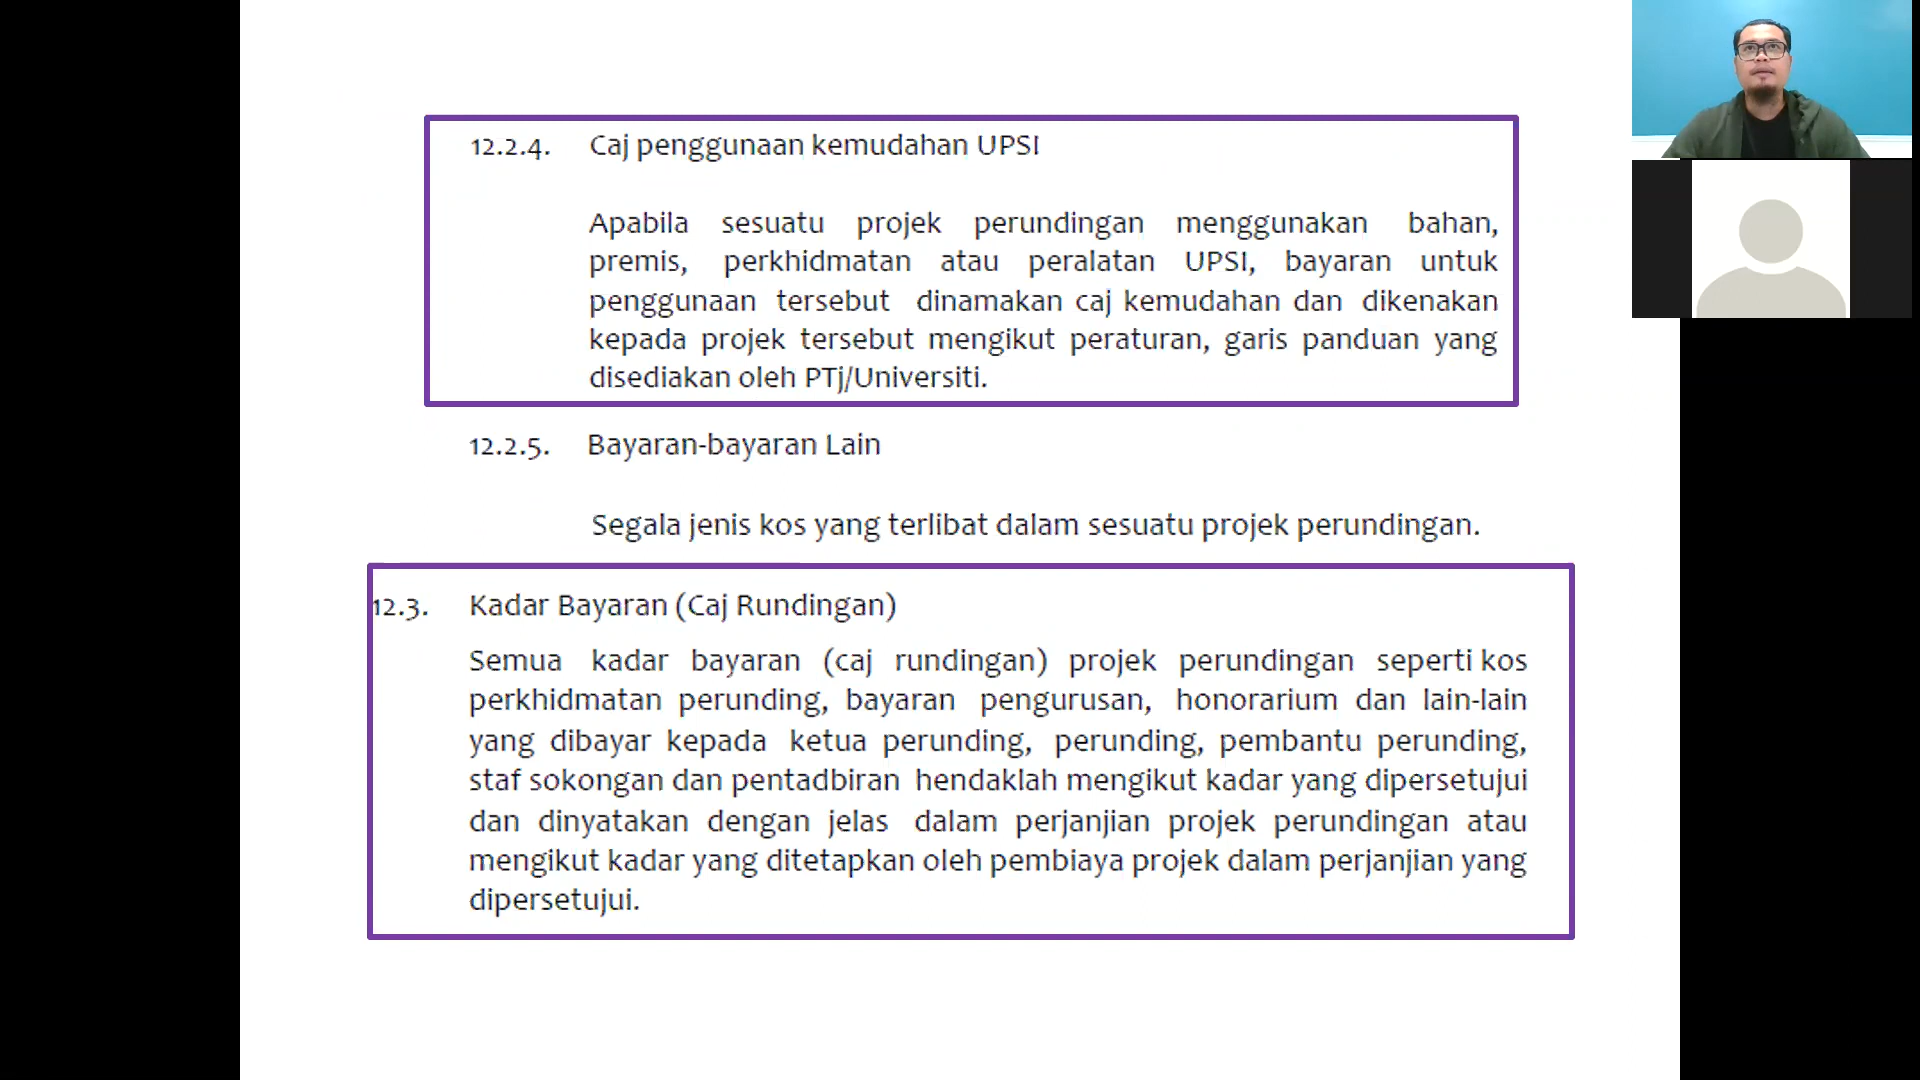 12.2.4. Caj penggunaan kemudahan UPSI
Apabila sesuatu projek perundingan menggunakan bahan,
premis, perkhidmatan atau peralatan UPSI, bayaran untuk
penggunaan tersebut dinamakan caj kemudahan dan dikenakan
kepada projek tersebut mengikut peraturan, garis panduan yang
disediakan oleh PTj/Universiti.
12.2.5. Bayaran-bayaran Lain
Segala jenis kos yang terlibat dalam sesuatu projek perundingan.
12.3. Kadar Bayaran (Caj Rundingan)
Semua kadar bayaran (caj rundingan) projek perundingan seperti kos
perkhidmatan perunding, bayaran pengurusan, honorarium dan lain-lain
yang dibayar kepada ketua perunding, perunding, pembantu perunding,
staf sokongan dan pentadbiran hendaklah mengikut kadar yang dipersetujui
dan dinyatakan dengan jelas dalam perjanjian projek perundingan atau
mengikut kadar yang ditetapkan oleh pembiaya projek dalam perjanjian yang
dipersetujui.